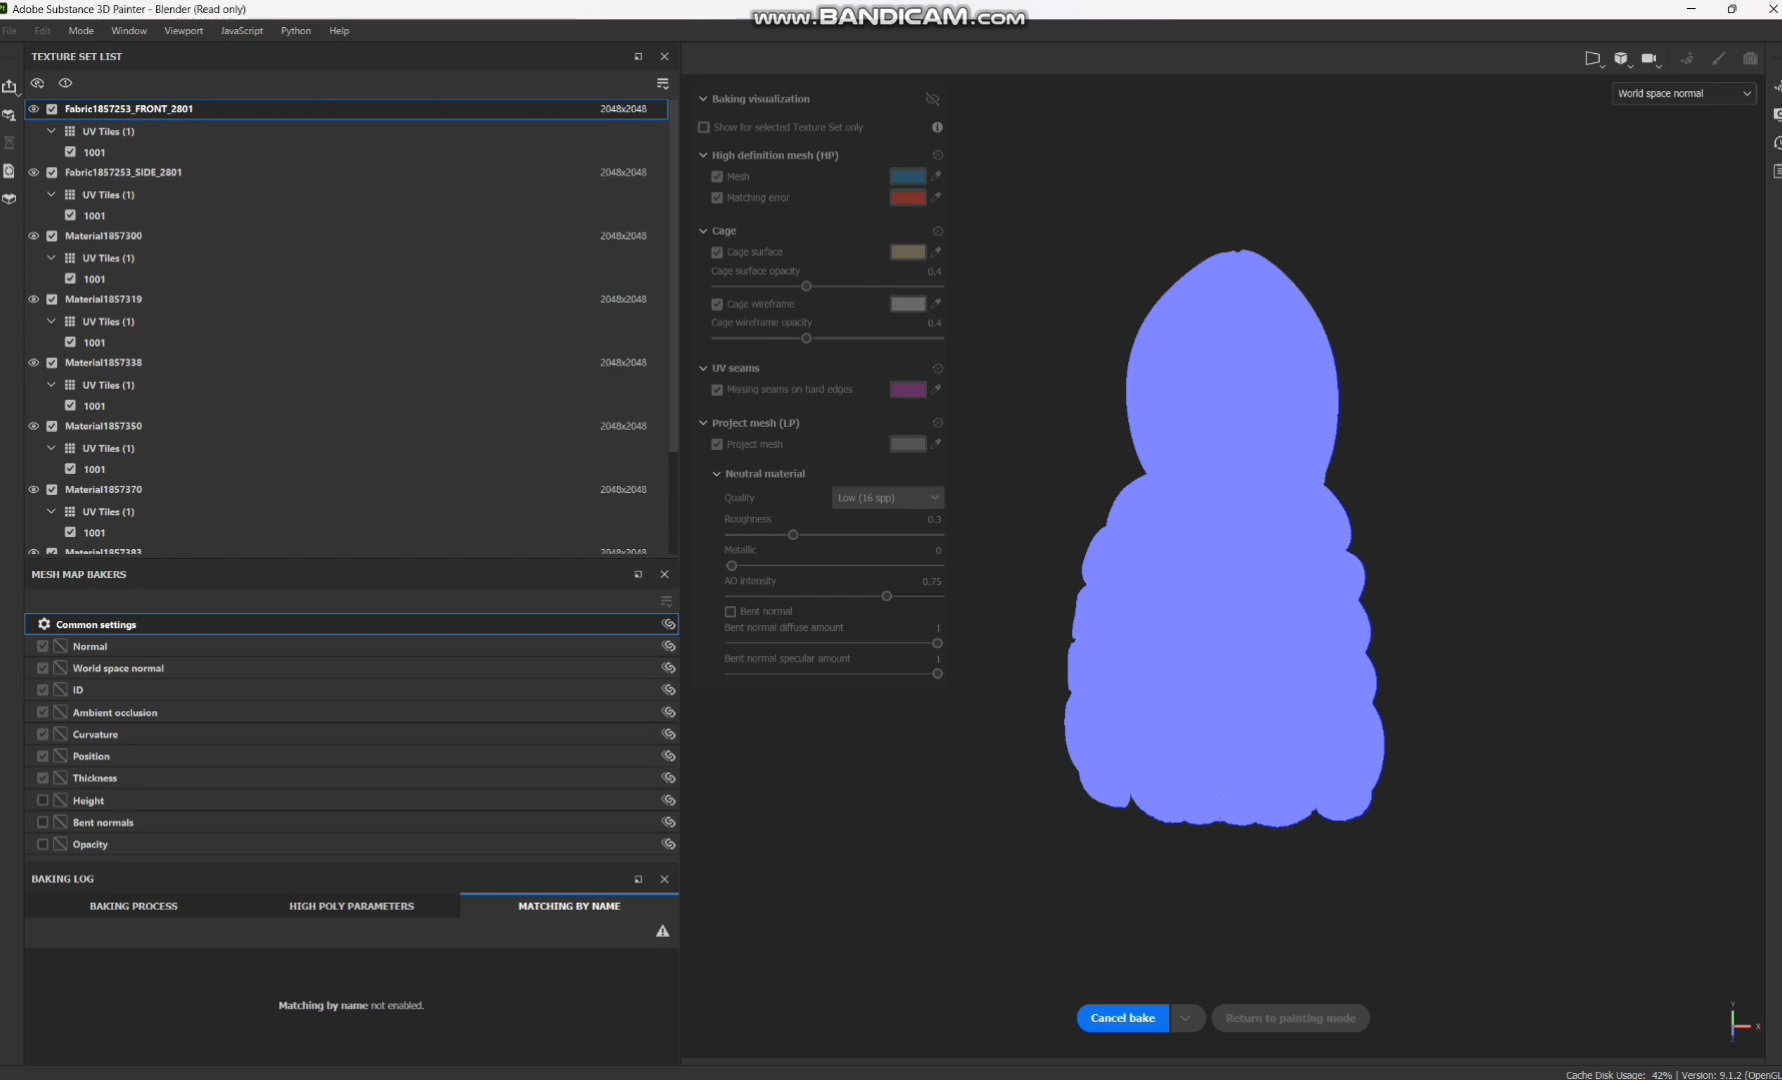 Adobe Substance 3D Painter - Blender (Read only)
www.BANDICAM.com
File Edit Mode Window Viewport JavaScript Python Help
TEXTURE SET LIST
Fabric1857253_FRONT_2801 2048x2048
UV Tiles (1)
1001
Fabric1857253_SIDE_2801 2048x2048
UV Tiles (1)
1001
Material1857300 2048x2048
UV Tiles (1)
1001
Material1857319 2048x2048
UV Tiles (1)
1001
Material1857338 2048x2048
UV Tiles (1)
1001
Material1857350 2048x2048
UV Tiles (1)
1001
Material1857370 2048x2048
UV Tiles (1)
1001
Material1857383 2048x2048
MESH MAP BAKERS
Common settings
Normal
World space normal
ID
Ambient occlusion
Curvature
Position
Thickness
Height
Bent normals
Opacity
BAKING LOG
BAKING PROCESS HIGH POLY PARAMETERS MATCHING BY NAME
Matching by name not enabled.
Baking visualization
Show for selected Texture Set only
High definition mesh (HP)
Mesh
Matching error
Cage
Cage surface
Cage surface opacity 0.4
Cage wireframe
Cage wireframe opacity 0.4
UV seams
Missing seams on hard edges
Project mesh (LP)
Project mesh
Neutral material
Quality Low (16 spp)
Roughness 0.3
Metallic 0
AO intensity 0.75
Bent normal
Bent normal diffuse amount 1
Bent normal specular amount 1
World space normal
Cancel bake
Return to painting mode
Y
X
Cache Disk Usage: 42% | Version: 9.1.2 (OpenGL